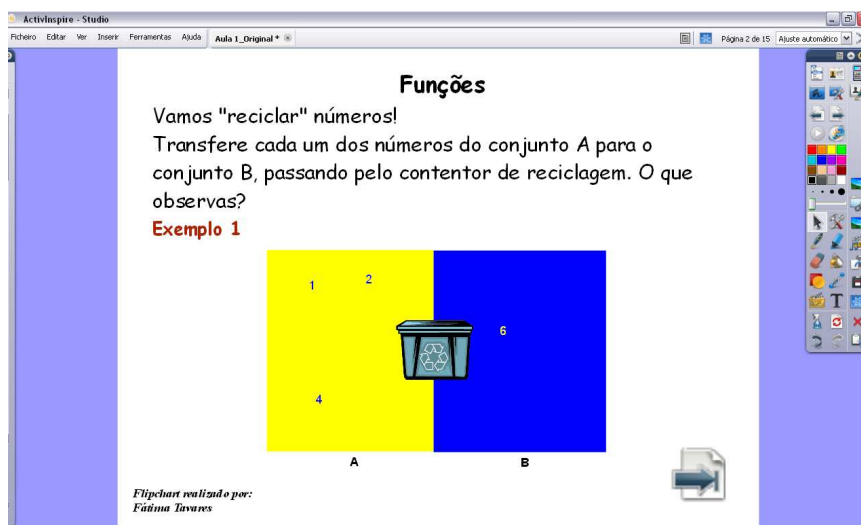 ActivInspire - Studio
Ficheiro Editar Ver Inserir Ferramentas Ajuda Aula 1_Original * Página 2 de 15 Ajuste automático
Funções
Vamos "reciclar" números!
Transfere cada um dos números do conjunto A para o
conjunto B, passando pelo contentor de reciclagem. O que
observas?
Exemplo 1
1 2
6
4
A B
Flipchart realizado por:
Fátima Tavares
T